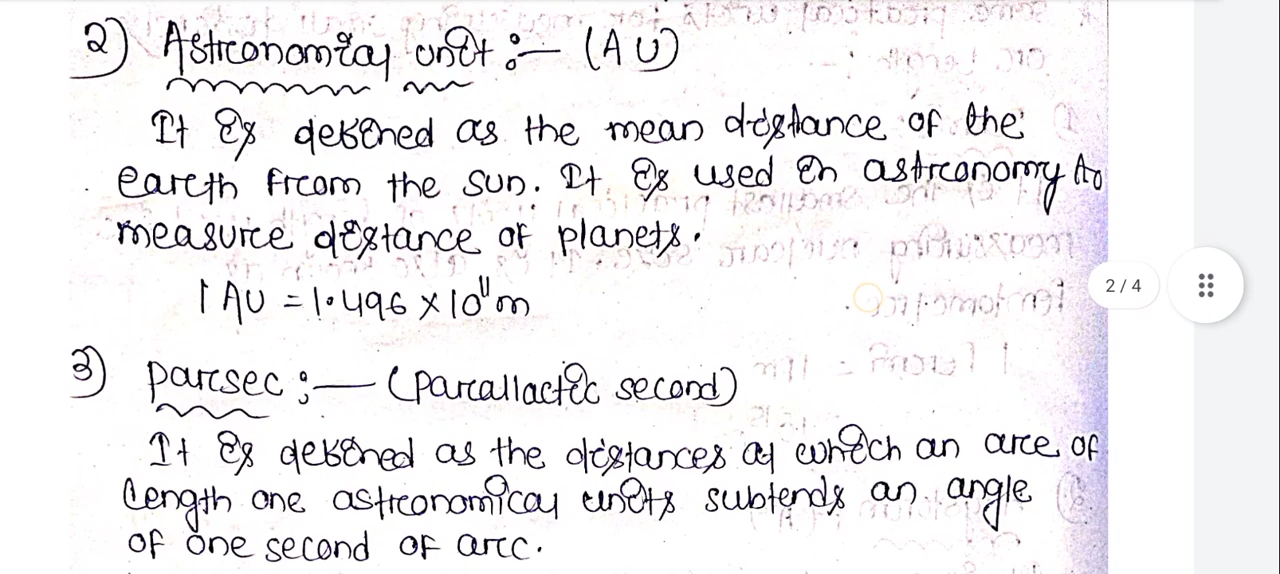 2) Astronomical unit :— (AU)
It is defined as the mean distance of the
earth from the sun. It is used in astronomy to
measure distance of planets.
1 AU = 1.496 × 10¹¹ m
2 / 4
3) parsec :— (parallactic second)
It is defined as the distances at which an arc of
length one astronomical units subtends an angle
of one second of arc.